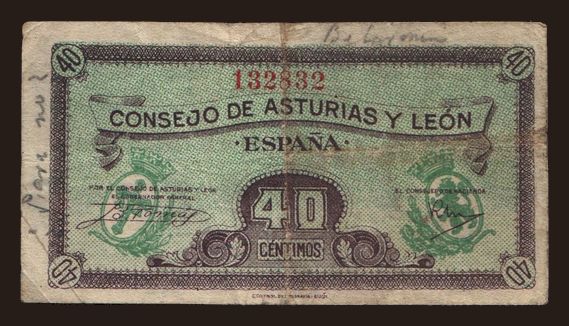 40
40
132832
CONSEJO DE ASTURIAS Y LEÓN
·ESPAÑA·
POR EL CONSEJO DE ASTURIAS Y LEÓN
EL GOBERNADOR GENERAL
EL CONSEJERO DE HACIENDA
40
CÉNTIMOS
40
40
Para